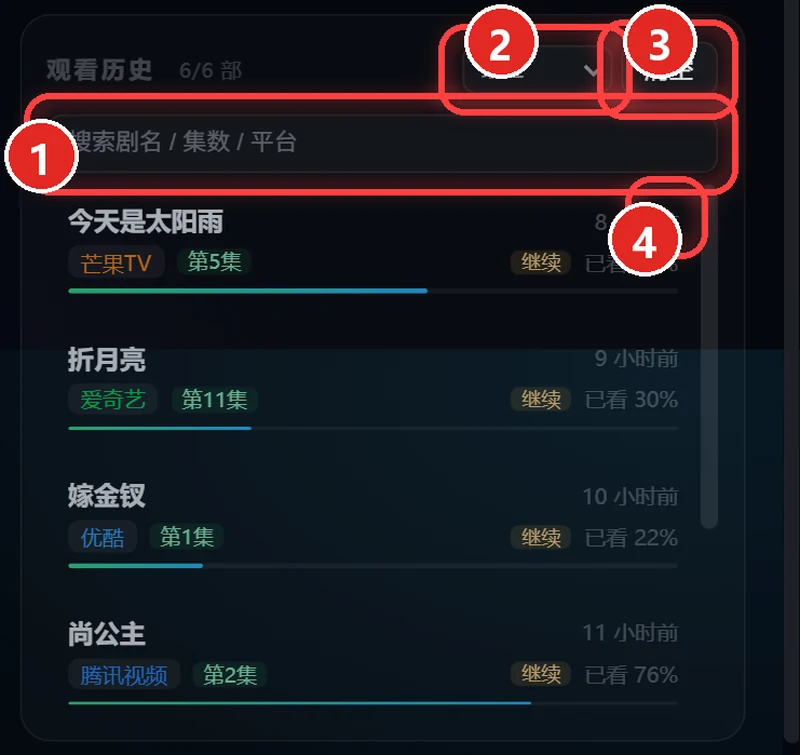 观看历史 6/6 部
2
3
搜索剧名 / 集数 / 平台
1
今天是太阳雨 8
4
芒果TV 第5集 继续 已看
折月亮 9 小时前
爱奇艺 第11集 继续 已看 30%
嫁金钗 10 小时前
优酷 第1集 继续 已看 22%
尚公主 11 小时前
腾讯视频 第2集 继续 已看 76%